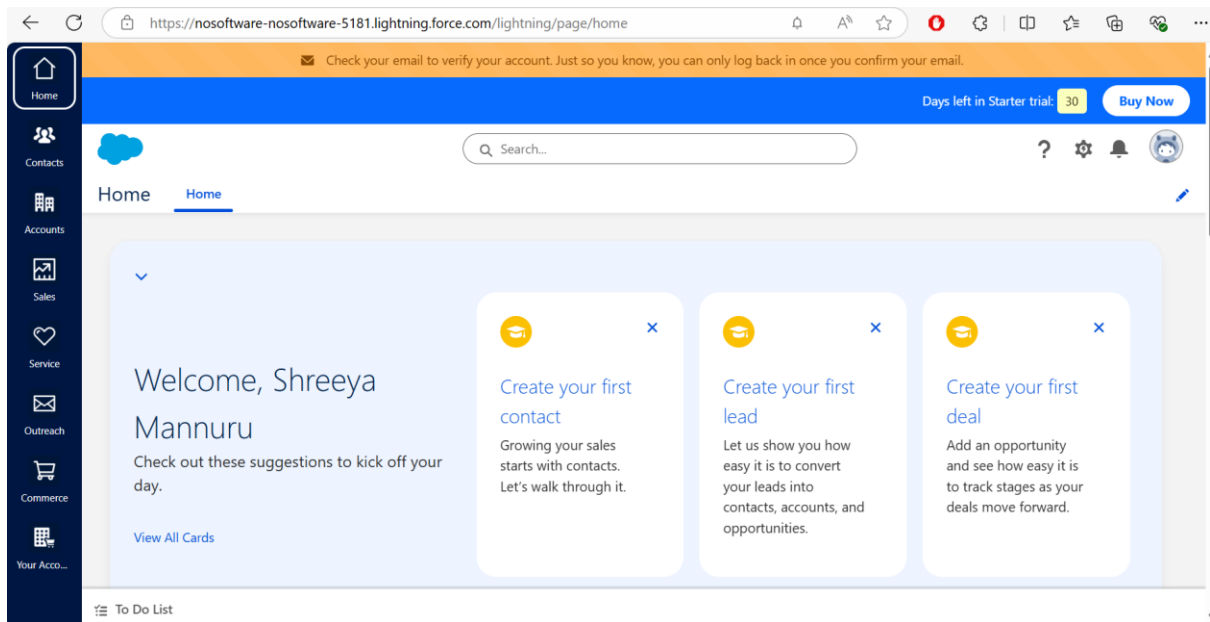 https://nosoftware-nosoftware-5181.lightning.force.com/lightning/page/home
Check your email to verify your account. Just so you know, you can only log back in once you confirm your email.
Days left in Starter trial: 30 Buy Now
Search...
Home Home
Home
Contacts
Accounts
Sales
Service
Outreach
Commerce
Your Acco...
Welcome, Shreeya
Mannuru
Check out these suggestions to kick off your
day.
View All Cards
Create your first
contact
Growing your sales
starts with contacts.
Let's walk through it.
Create your first
lead
Let us show you how
easy it is to convert
your leads into
contacts, accounts, and
opportunities.
Create your first
deal
Add an opportunity
and see how easy it is
to track stages as your
deals move forward.
To Do List